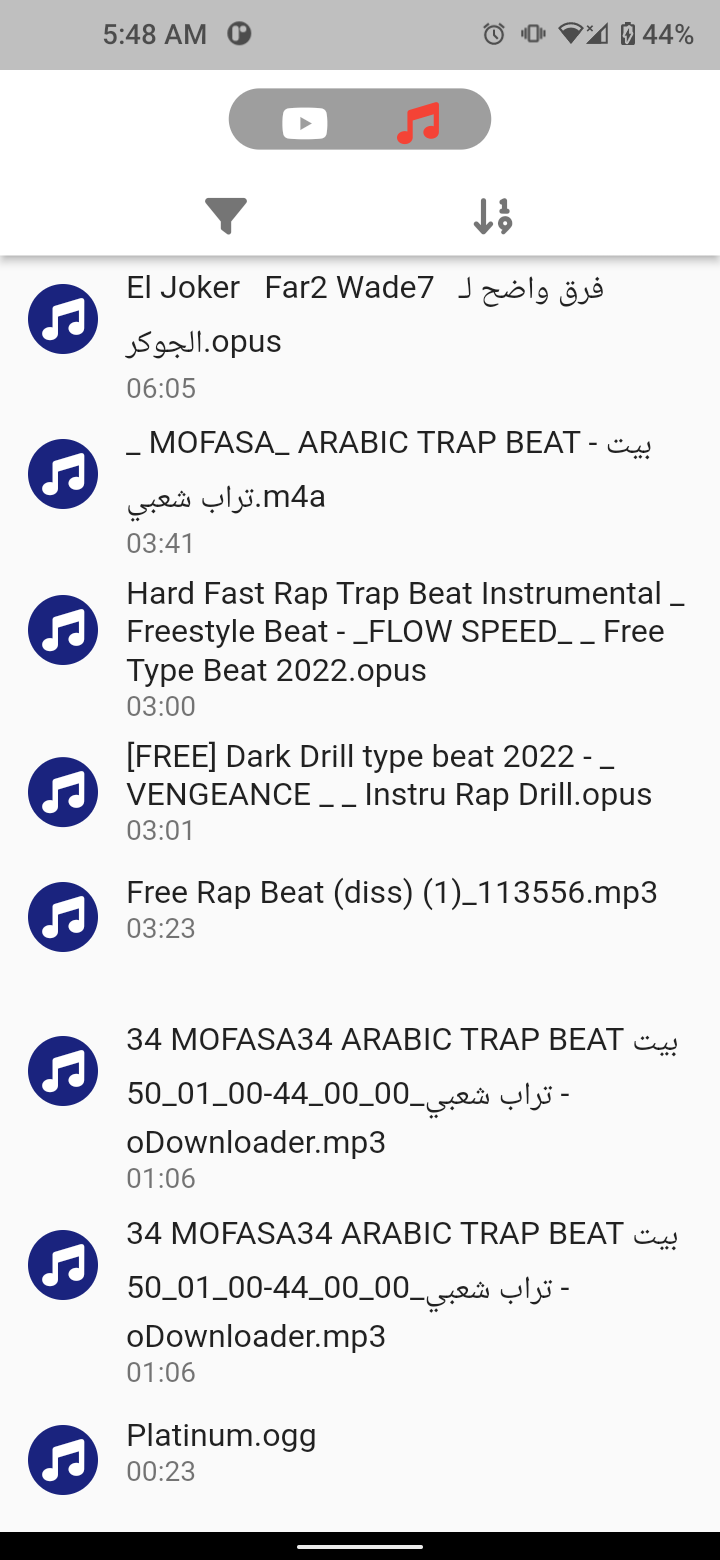 5:48 AM
44%
El Joker   Far2 Wade7   فرق واضح لـ
الجوكر.opus
06:05
_ MOFASA_ ARABIC TRAP BEAT - بيت
تراب شعبي.m4a
03:41
Hard Fast Rap Trap Beat Instrumental _
Freestyle Beat - _FLOW SPEED_ _ Free
Type Beat 2022.opus
03:00
[FREE] Dark Drill type beat 2022 - _
VENGEANCE _ _ Instru Rap Drill.opus
03:01
Free Rap Beat (diss) (1)_113556.mp3
03:23
34 MOFASA34 ARABIC TRAP BEAT بيت
تراب شعبي_00_00_44-00_01_50 -
oDownloader.mp3
01:06
34 MOFASA34 ARABIC TRAP BEAT بيت
تراب شعبي_00_00_44-00_01_50 -
oDownloader.mp3
01:06
Platinum.ogg
00:23